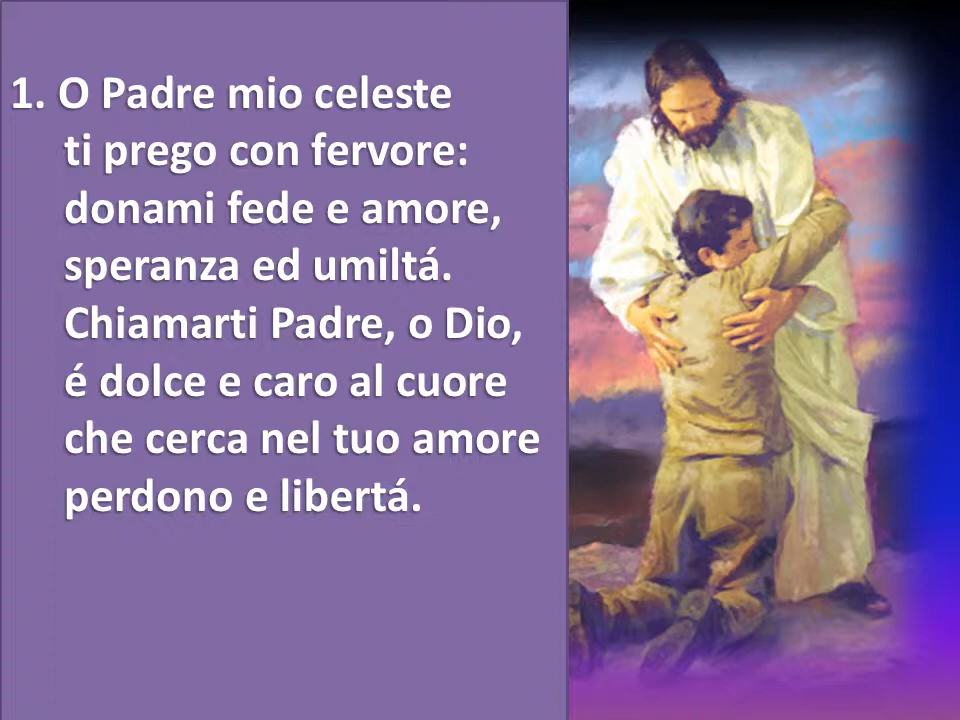 1. O Padre mio celeste
ti prego con fervore:
donami fede e amore,
speranza ed umiltá.
Chiamarti Padre, o Dio,
é dolce e caro al cuore
che cerca nel tuo amore
perdono e libertá.